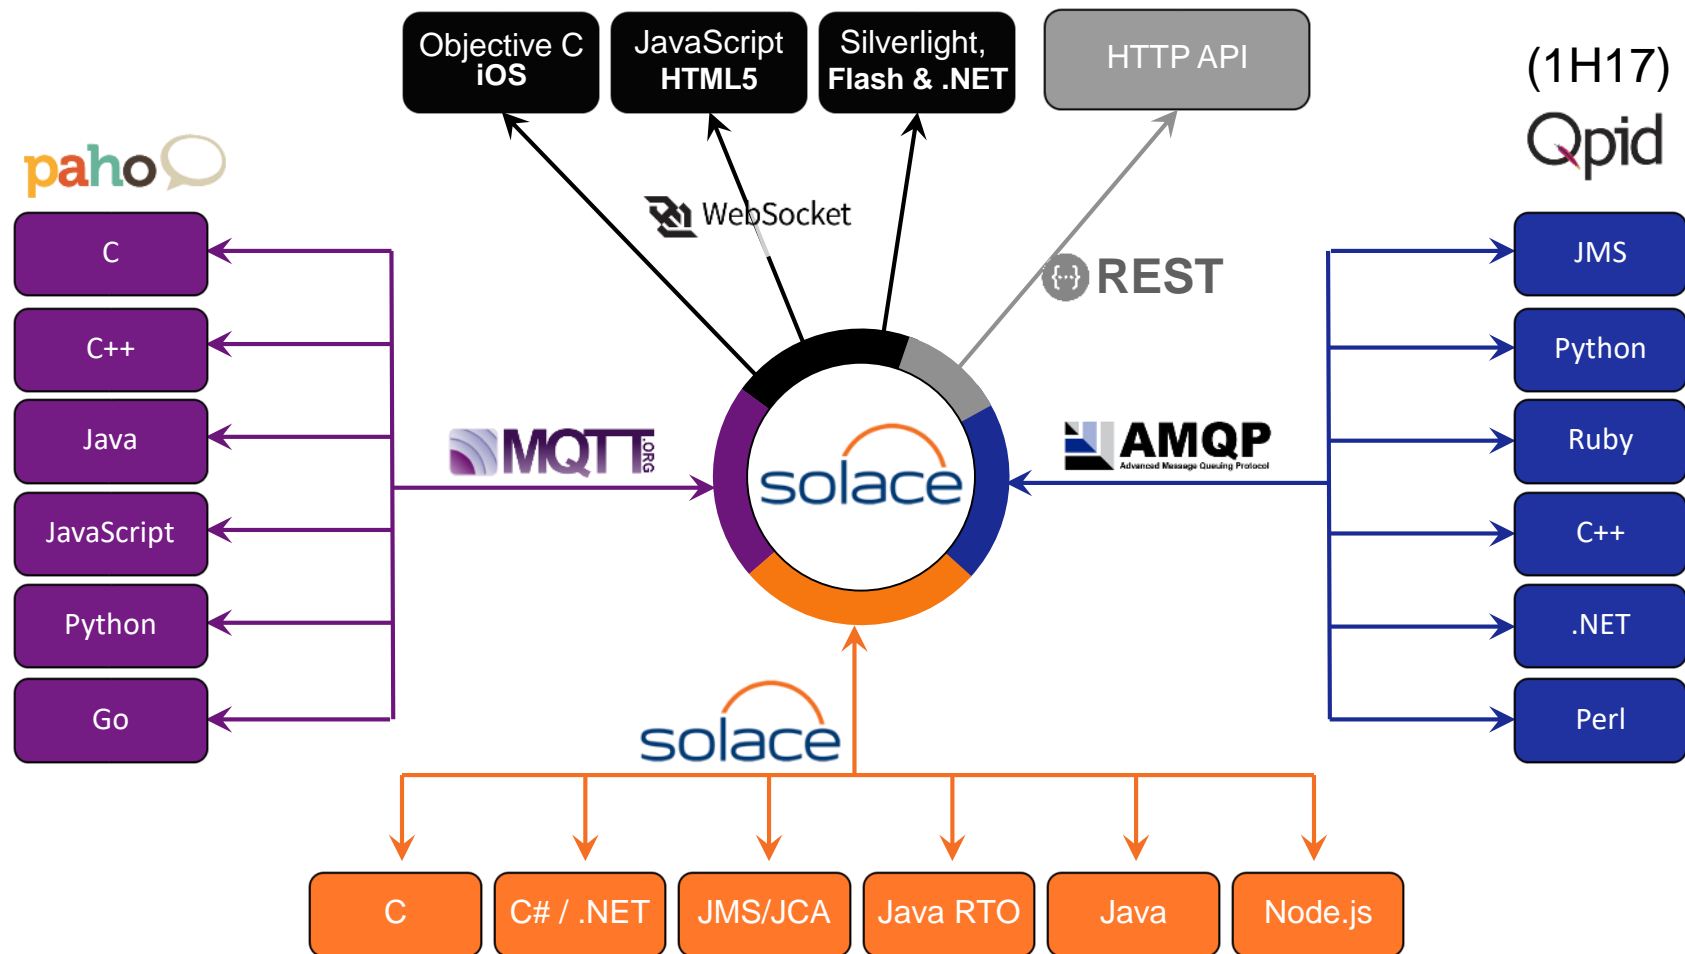 Objective C
iOS
JavaScript
HTML5
Silverlight,
Flash & .NET
HTTP API
(1H17)
paho
Qpid
WebSocket
REST
C
C++
Java
JavaScript
Python
Go
MQTT.ORG
solace
AMQP
Advanced Message Queuing Protocol
JMS
Python
Ruby
C++
.NET
Perl
solace
C
C# / .NET
JMS/JCA
Java RTO
Java
Node.js